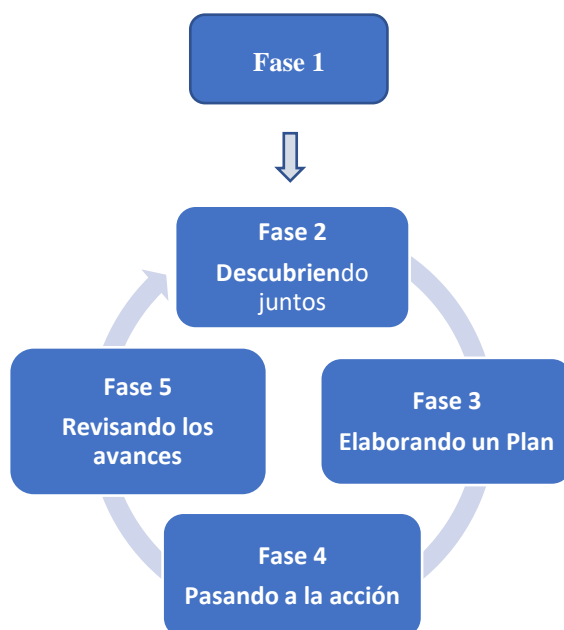 Fase 1
Fase 2
Descubriendo
juntos
Fase 3
Elaborando un Plan
Fase 4
Pasando a la acción
Fase 5
Revisando los
avances